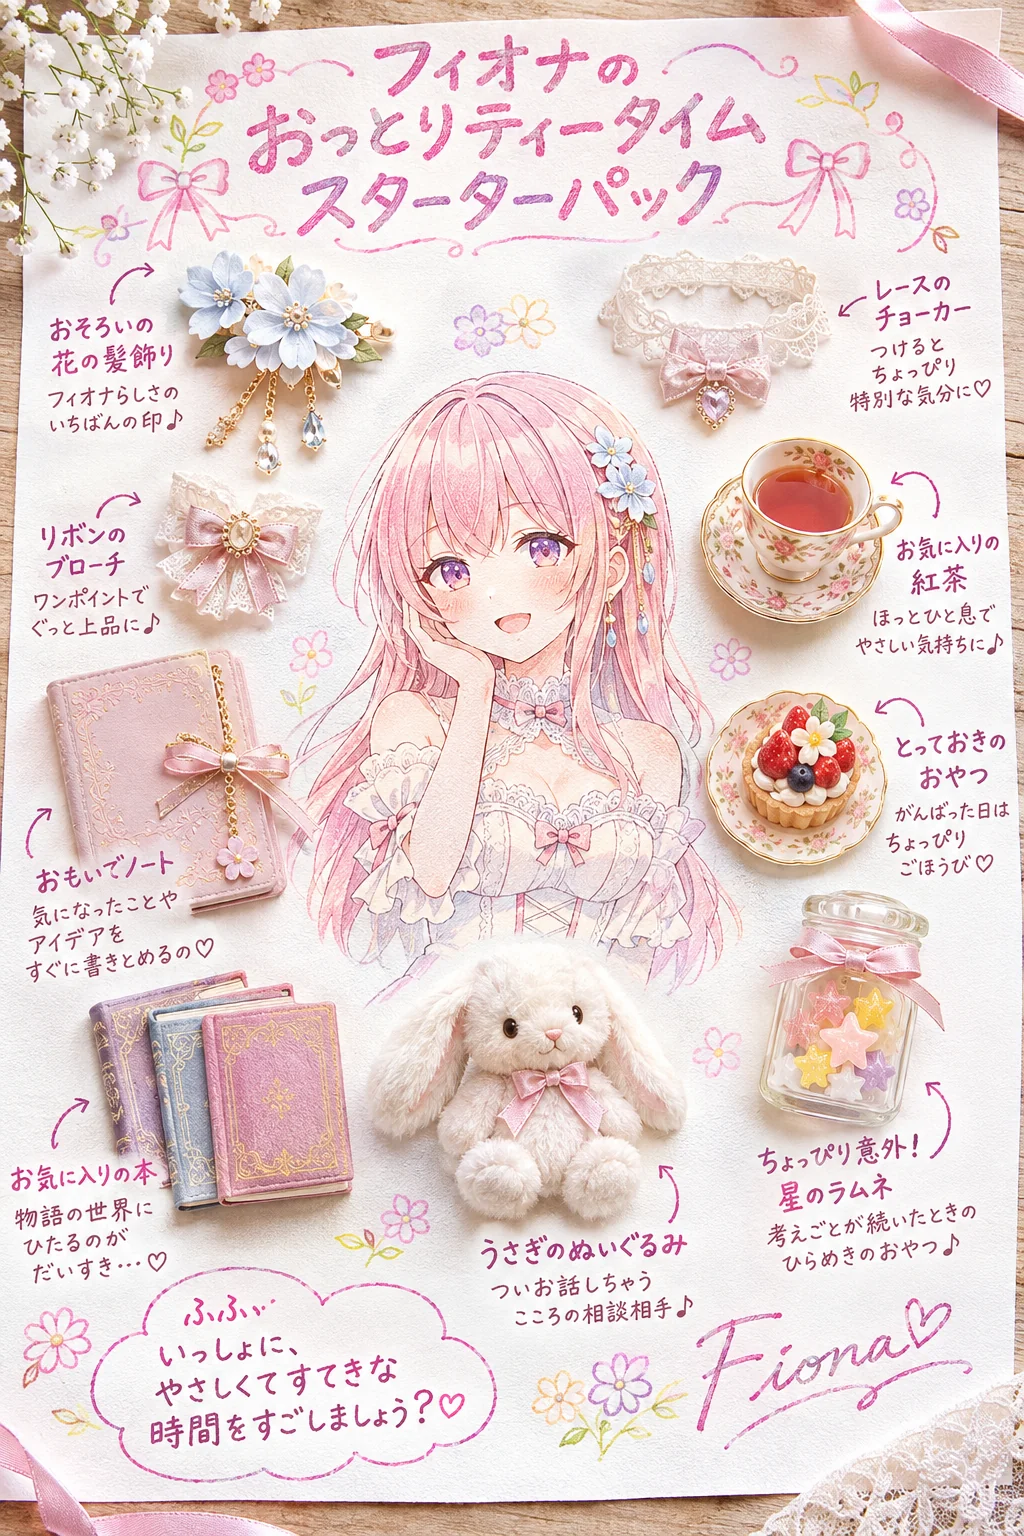 フィオナの
おっとりティータイム
スターターパック
おそろいの
花の髪飾り
フィオナらしさの
いちばんの印♪
レースの
チョーカー
つけると
ちょっぴり
特別な気分に♡
リボンの
ブローチ
ワンポイントで
ぐっと上品に♪
お気に入りの
紅茶
ほっとひと息で
やさしい気持ちに♪
おもいでノート
気になったことや
アイデアを
すぐに書きとめるの♡
とっておきの
おやつ
がんばった日は
ちょっぴり
ごほうび♡
お気に入りの本
物語の世界に
ひたるのが
だいすき…♡
うさぎのぬいぐるみ
ついお話しちゃう
こころの相談相手♪
ちょっぴり意外!
星のラムネ
考えごとが続いたときの
ひらめきのおやつ♪
ふふっ…
いっしょに、
やさしくてすてきな
時間をすごしましょう?♡
Fiona♡